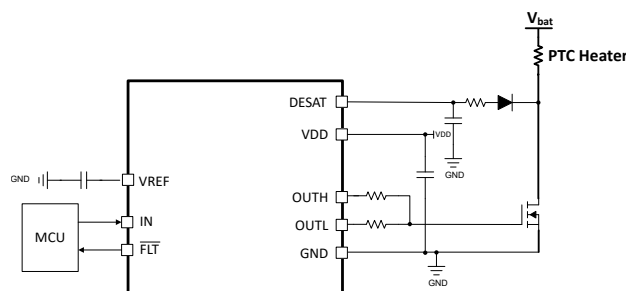 Vbat
PTC Heater
DESAT
VDD
VDD
GND
GND
VREF
OUTH
MCU
IN
OUTL
FLT
GND
GND